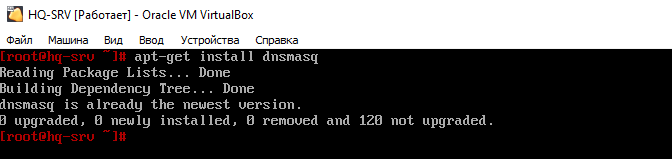 HQ-SRV [Работает] - Oracle VM VirtualBox
Файл Машина Вид Ввод Устройства Справка
[root@hq-srv ~]# apt-get install dnsmasq
Reading Package Lists... Done
Building Dependency Tree... Done
dnsmasq is already the newest version.
0 upgraded, 0 newly installed, 0 removed and 120 not upgraded.
[root@hq-srv ~]#